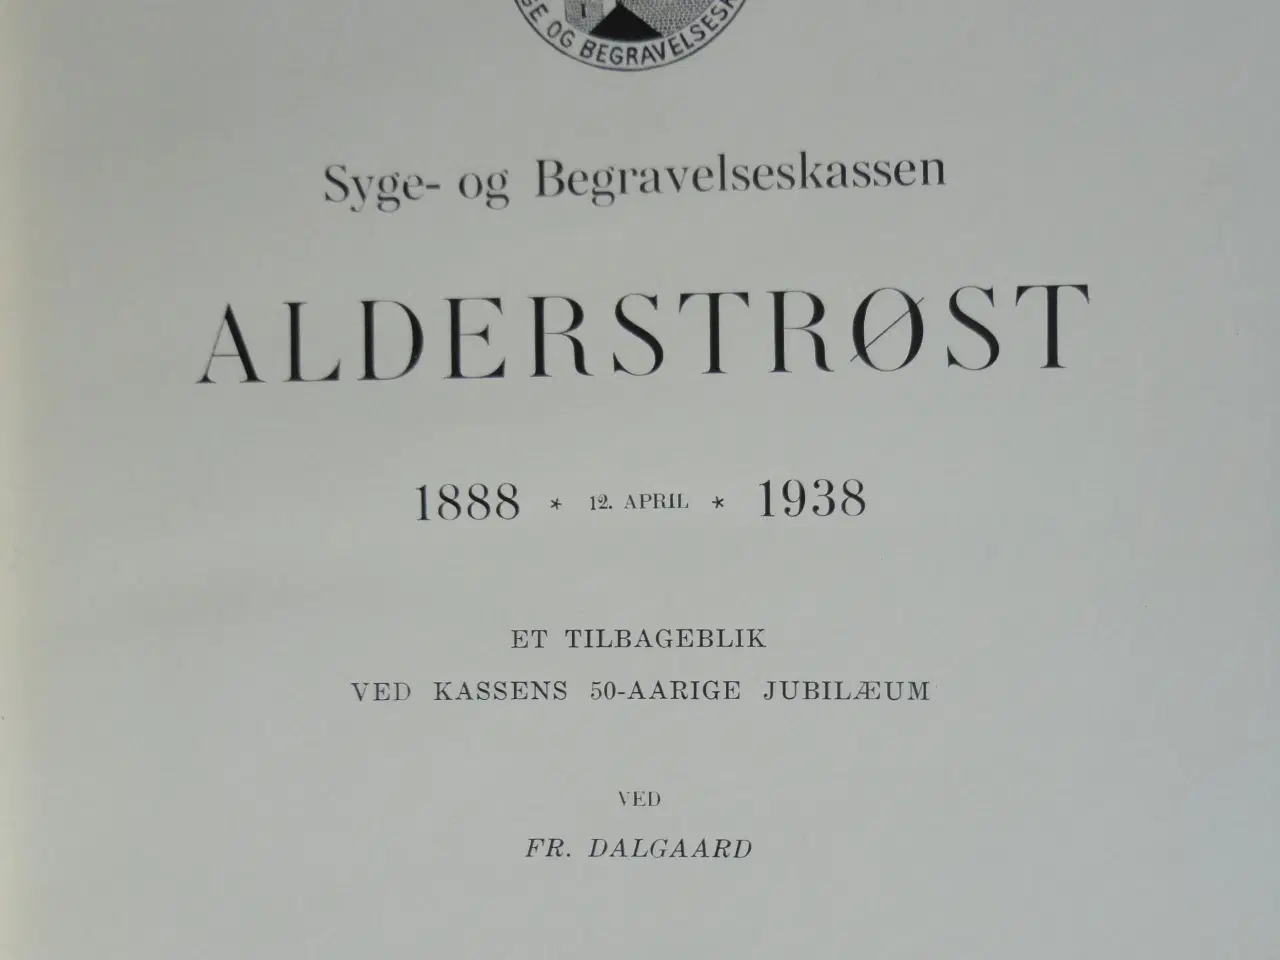 OG BEGRAVELSESK
Syge- og Begravelseskassen
ALDERSTRØST
1888 * 12. APRIL * 1938
ET TILBAGEBLIK
VED KASSENS 50-AARIGE JUBILÆUM
VED
FR. DALGAARD